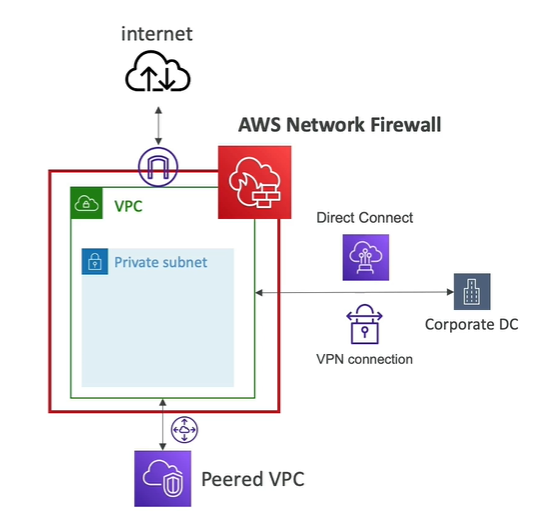 internet
AWS Network Firewall
VPC
Direct Connect
Private subnet
Corporate DC
VPN connection
Peered VPC